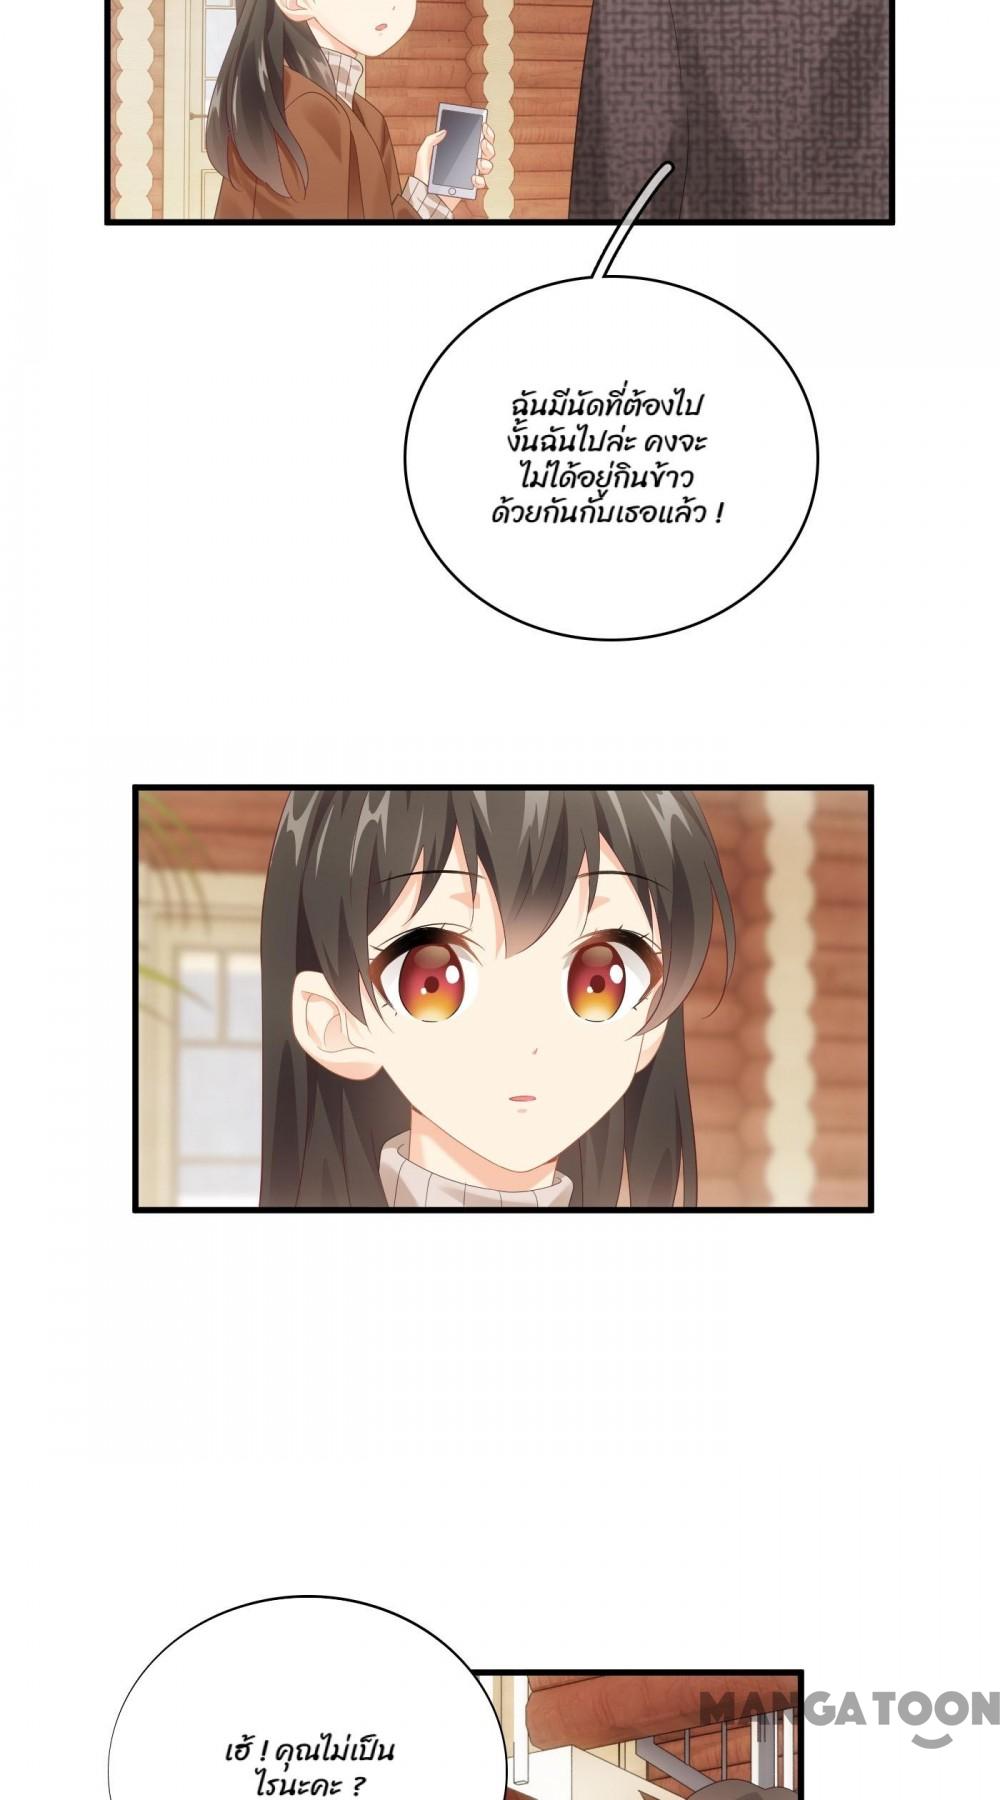 ฉันมีนัดที่ต้องไป
งั้นฉันไปล่ะ คงจะ
ไม่ได้อยู่กินข้าว
ด้วยกันกับเธอแล้ว !
MANGATOON
เฮ้ ! คุณไม่เป็น
ไรนะคะ ?